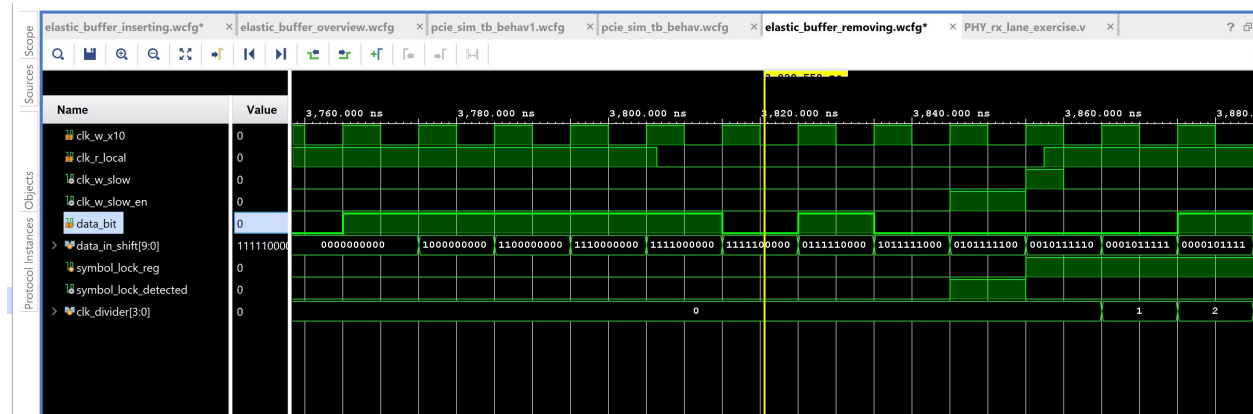 elastic_buffer_inserting.wcfg* × elastic_buffer_overview.wcfg × pcie_sim_tb_behav1.wcfg × pcie_sim_tb_behav.wcfg × elastic_buffer_removing.wcfg* × PHY_rx_lane_exercise.v × ?
Scope
Sources
Objects
Protocol Instances
Name Value
3,760.000 ns 3,780.000 ns 3,800.000 ns 3,820.000 ns 3,840.000 ns 3,860.000 ns 3,880.
clk_w_x10 0
clk_r_local 0
clk_w_slow 0
clk_w_slow_en 0
data_bit 0
data_in_shift[9:0] 111110000 0000000000 1000000000 1100000000 1110000000 1111000000 1111100000 0111110000 1011111000 0101111100 0010111110 0001011111 0000101111
symbol_lock_reg 0
symbol_lock_detected 0
clk_divider[3:0] 0 0 1 2